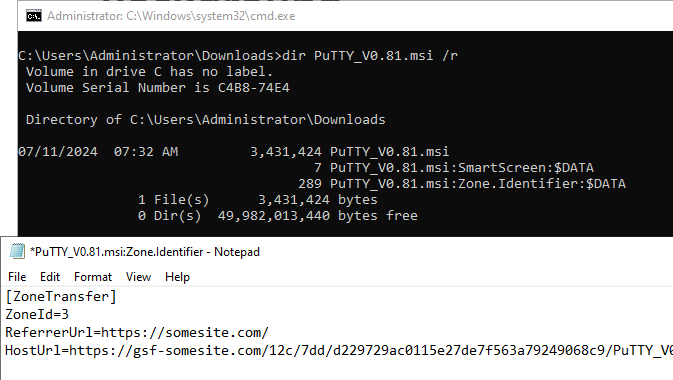 Administrator: C:\Windows\system32\cmd.exe
C:\Users\Administrator\Downloads>dir PuTTY_V0.81.msi /r
Volume in drive C has no label.
Volume Serial Number is C4B8-74E4
Directory of C:\Users\Administrator\Downloads
07/11/2024 07:32 AM 3,431,424 PuTTY_V0.81.msi
7 PuTTY_V0.81.msi:SmartScreen:$DATA
289 PuTTY_V0.81.msi:Zone.Identifier:$DATA
1 File(s) 3,431,424 bytes
0 Dir(s) 49,982,013,440 bytes free
*PuTTY_V0.81.msi:Zone.Identifier - Notepad
File Edit Format View Help
[ZoneTransfer]
ZoneId=3
ReferrerUrl=https://somesite.com/
HostUrl=https://gsf-somesite.com/12c/7dd/d229729ac0115e27de7f563a79249068c9/PuTTY_V0